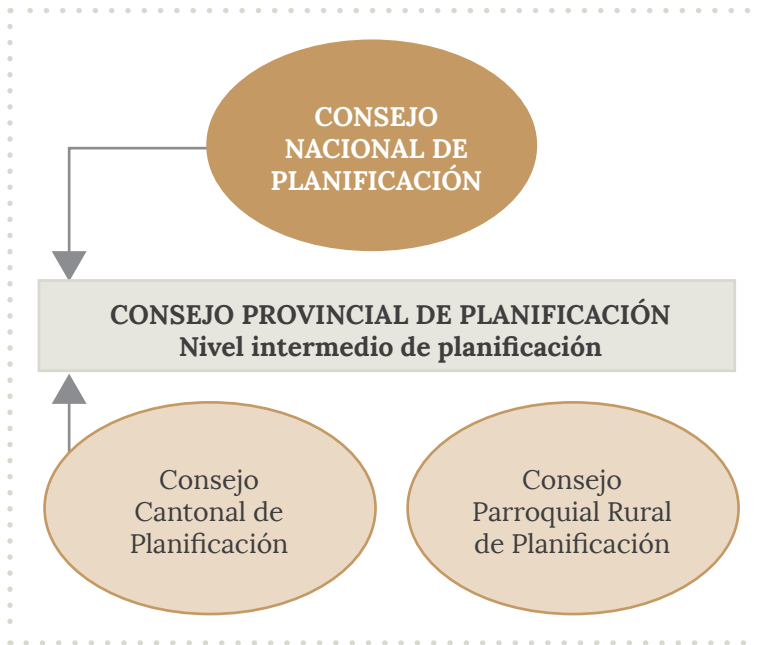 CONSEJO
NACIONAL DE
PLANIFICACIÓN
CONSEJO PROVINCIAL DE PLANIFICACIÓN
Nivel intermedio de planificación
Consejo
Cantonal de
Planificación
Consejo
Parroquial Rural
de Planificación